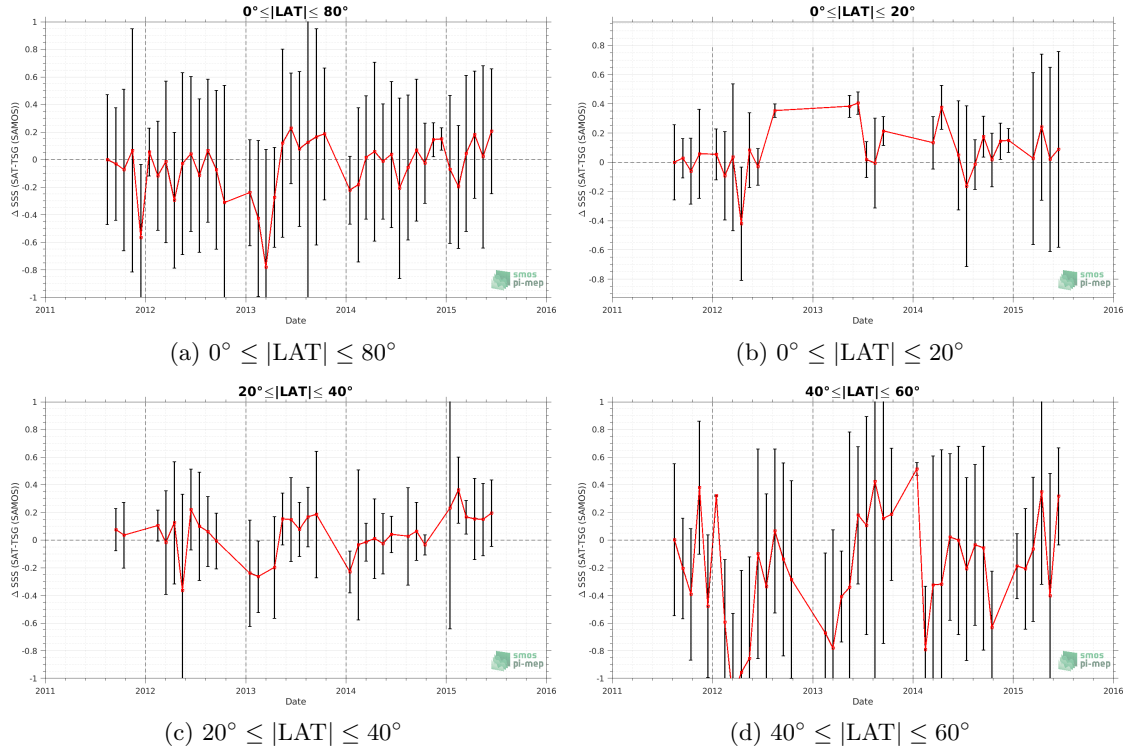 0°≤|LAT|≤ 80°
Δ SSS (SAT-TSG (SAMOS))
1
0.8
0.6
0.4
0.2
0
-0.2
-0.4
-0.6
-0.8
-1
2011 2012 2013 2014 2015 2016
Date
smos
pi-mep
(a) 0° ≤ |LAT| ≤ 80°
0°≤|LAT|≤ 20°
Δ SSS (SAT-TSG (SAMOS))
0.8
0.6
0.4
0.2
0
-0.2
-0.4
-0.6
-0.8
2011 2012 2013 2014 2015 2016
Date
smos
pi-mep
(b) 0° ≤ |LAT| ≤ 20°
20°≤|LAT|≤ 40°
Δ SSS (SAT-TSG (SAMOS))
1
0.8
0.6
0.4
0.2
0
-0.2
-0.4
-0.6
-0.8
-1
2011 2012 2013 2014 2015 2016
Date
smos
pi-mep
(c) 20° ≤ |LAT| ≤ 40°
40°≤|LAT|≤ 60°
Δ SSS (SAT-TSG (SAMOS))
1
0.8
0.6
0.4
0.2
0
-0.2
-0.4
-0.6
-0.8
-1
2011 2012 2013 2014 2015 2016
Date
smos
pi-mep
(d) 40° ≤ |LAT| ≤ 60°